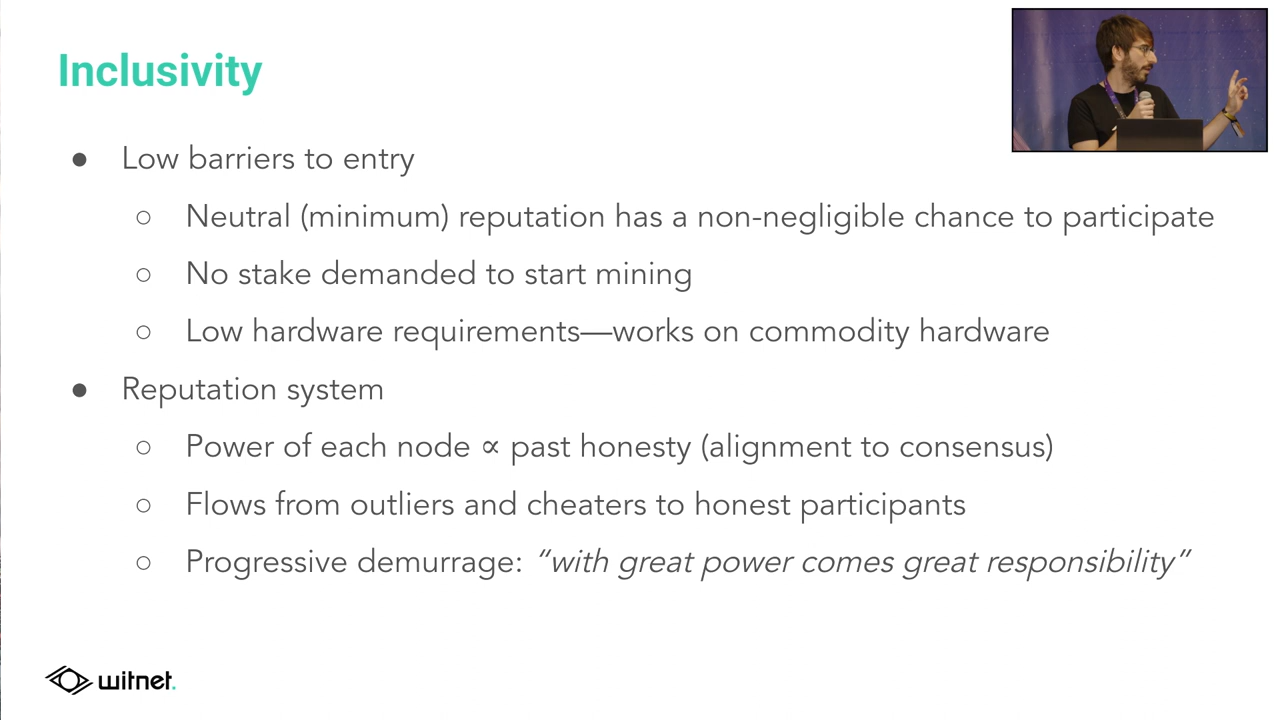 Inclusivity
● Low barriers to entry
○ Neutral (minimum) reputation has a non-negligible chance to participate
○ No stake demanded to start mining
○ Low hardware requirements—works on commodity hardware
● Reputation system
○ Power of each node ∝ past honesty (alignment to consensus)
○ Flows from outliers and cheaters to honest participants
○ Progressive demurrage: “with great power comes great responsibility”
witnet.